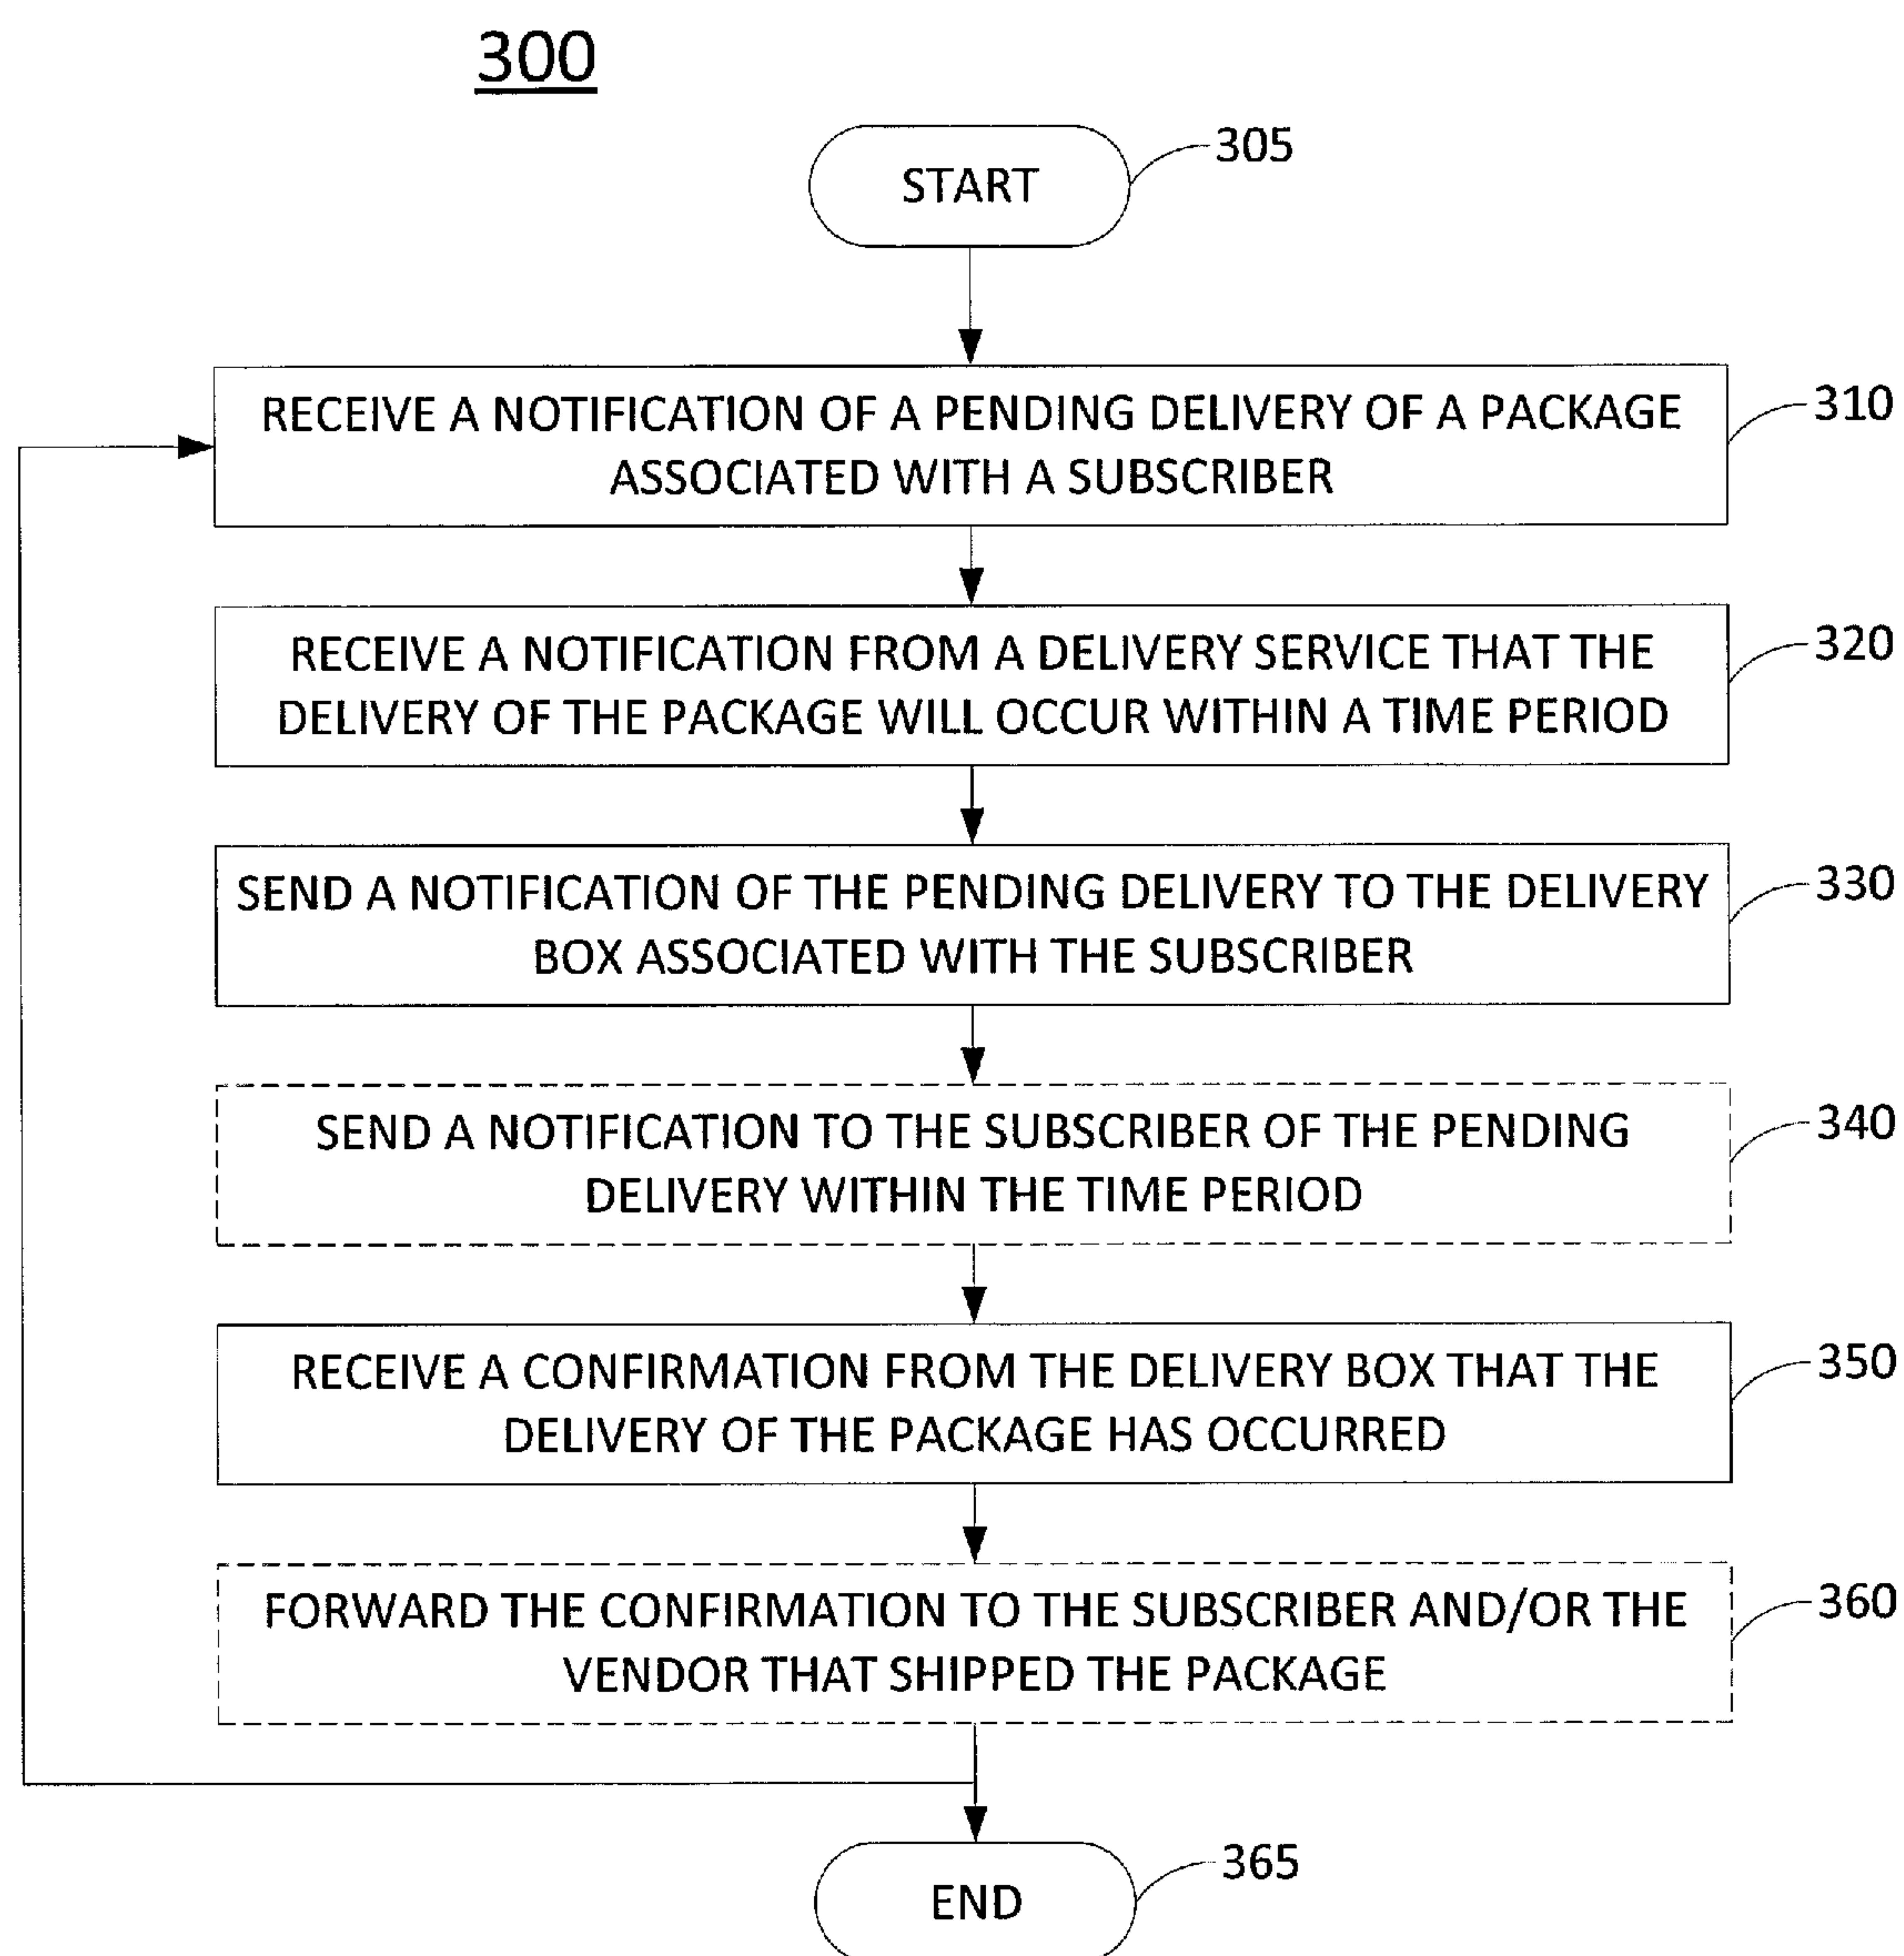 300
START
305
RECEIVE A NOTIFICATION OF A PENDING DELIVERY OF A PACKAGE
ASSOCIATED WITH A SUBSCRIBER
310
RECEIVE A NOTIFICATION FROM A DELIVERY SERVICE THAT THE
DELIVERY OF THE PACKAGE WILL OCCUR WITHIN A TIME PERIOD
320
SEND A NOTIFICATION OF THE PENDING DELIVERY TO THE DELIVERY
BOX ASSOCIATED WITH THE SUBSCRIBER
330
SEND A NOTIFICATION TO THE SUBSCRIBER OF THE PENDING
DELIVERY WITHIN THE TIME PERIOD
340
RECEIVE A CONFIRMATION FROM THE DELIVERY BOX THAT THE
DELIVERY OF THE PACKAGE HAS OCCURRED
350
FORWARD THE CONFIRMATION TO THE SUBSCRIBER AND/OR THE
VENDOR THAT SHIPPED THE PACKAGE
360
END
365